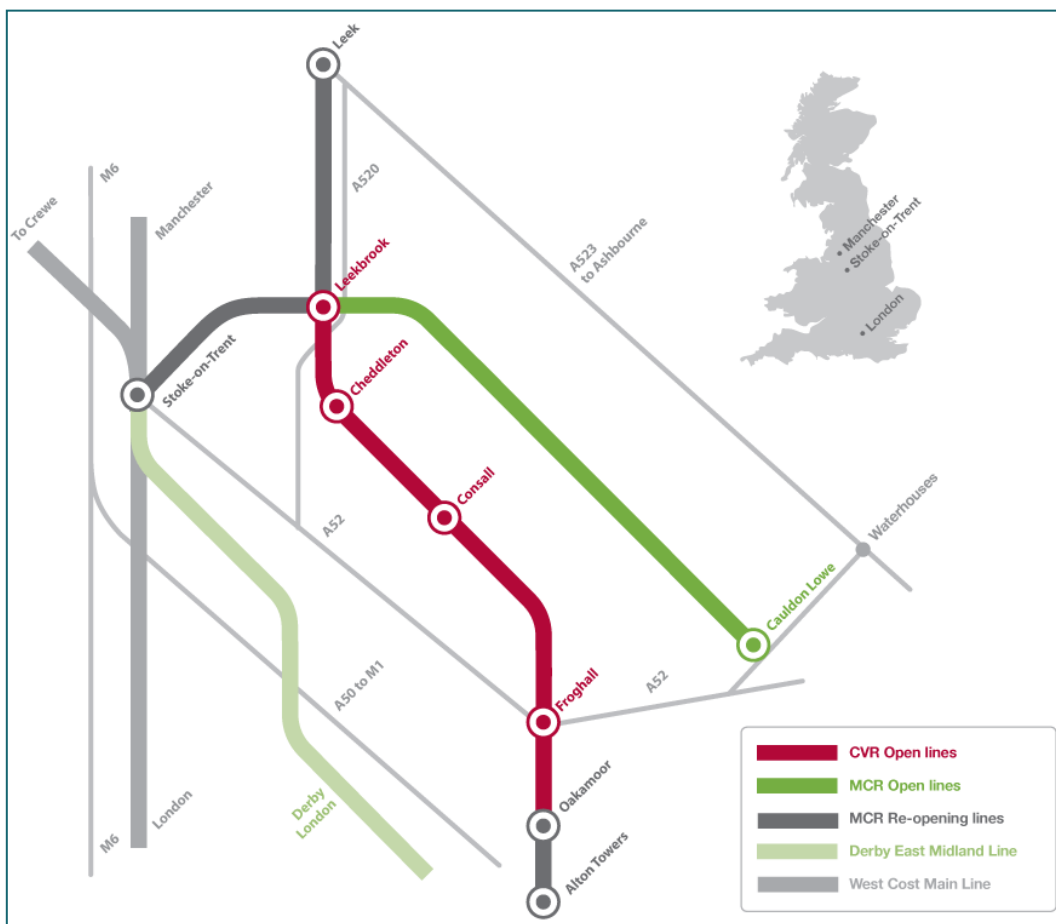 Leek
M6
Manchester
To Crewe
A520
A523
to Ashbourne
Manchester
Stoke-on-Trent
London
Leekbrook
Stoke-on-Trent
Cheddleton
Consall
A52
Waterhouses
Cauldon Lowe
A50 to M1
Froghall
A52
Derby
London
London
M6
Oakamoor
Alton Towers
CVR Open lines
MCR Open lines
MCR Re-opening lines
Derby East Midland Line
West Cost Main Line